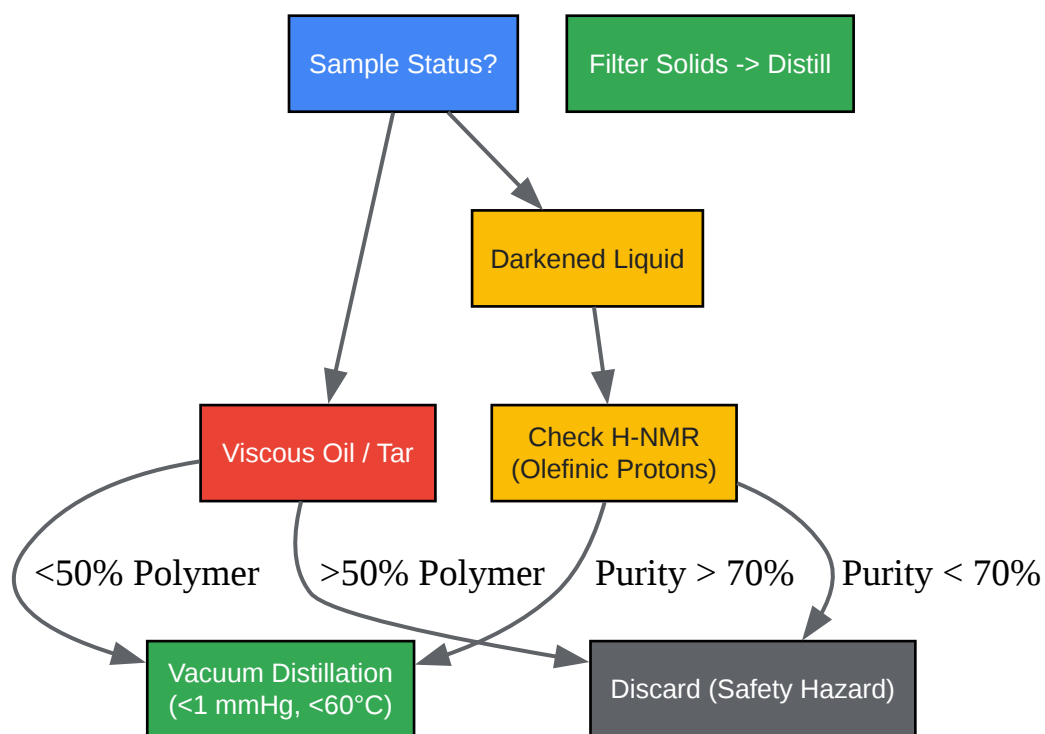 Sample Status?
Filter Solids -> Distill
Darkened Liquid
Viscous Oil / Tar
Check H-NMR
(Olefinic Protons)
<50% Polymer
>50% Polymer
Purity > 70%
Purity < 70%
Vacuum Distillation
(<1 mmHg, <60°C)
Discard (Safety Hazard)